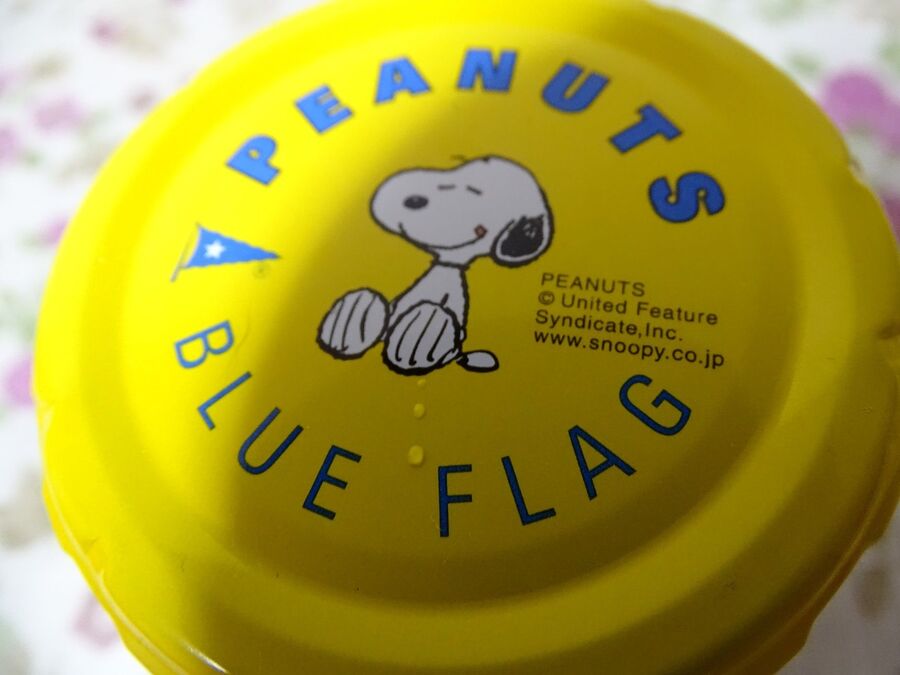 PEANUTS
PEANUTS
© United Feature
Syndicate,Inc.
www.snoopy.co.jp
BLUE FLAG